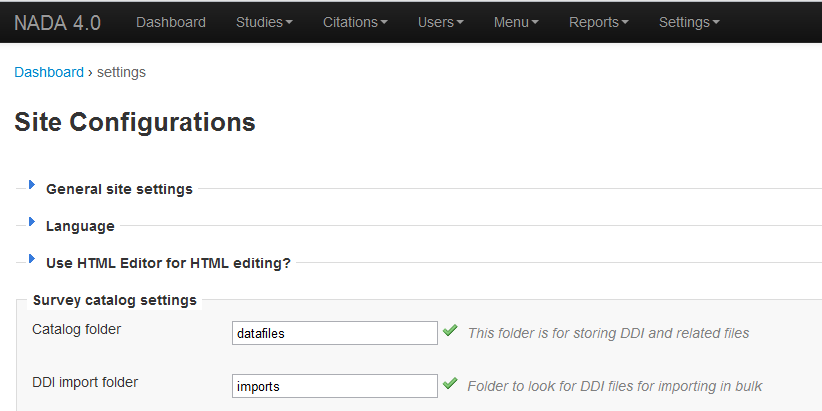 NADA 4.0 Dashboard Studies Citations Users Menu Reports Settings
Dashboard › settings
Site Configurations
General site settings
Language
Use HTML Editor for HTML editing?
Survey catalog settings
Catalog folder datafiles This folder is for storing DDI and related files
DDI import folder imports Folder to look for DDI files for importing in bulk